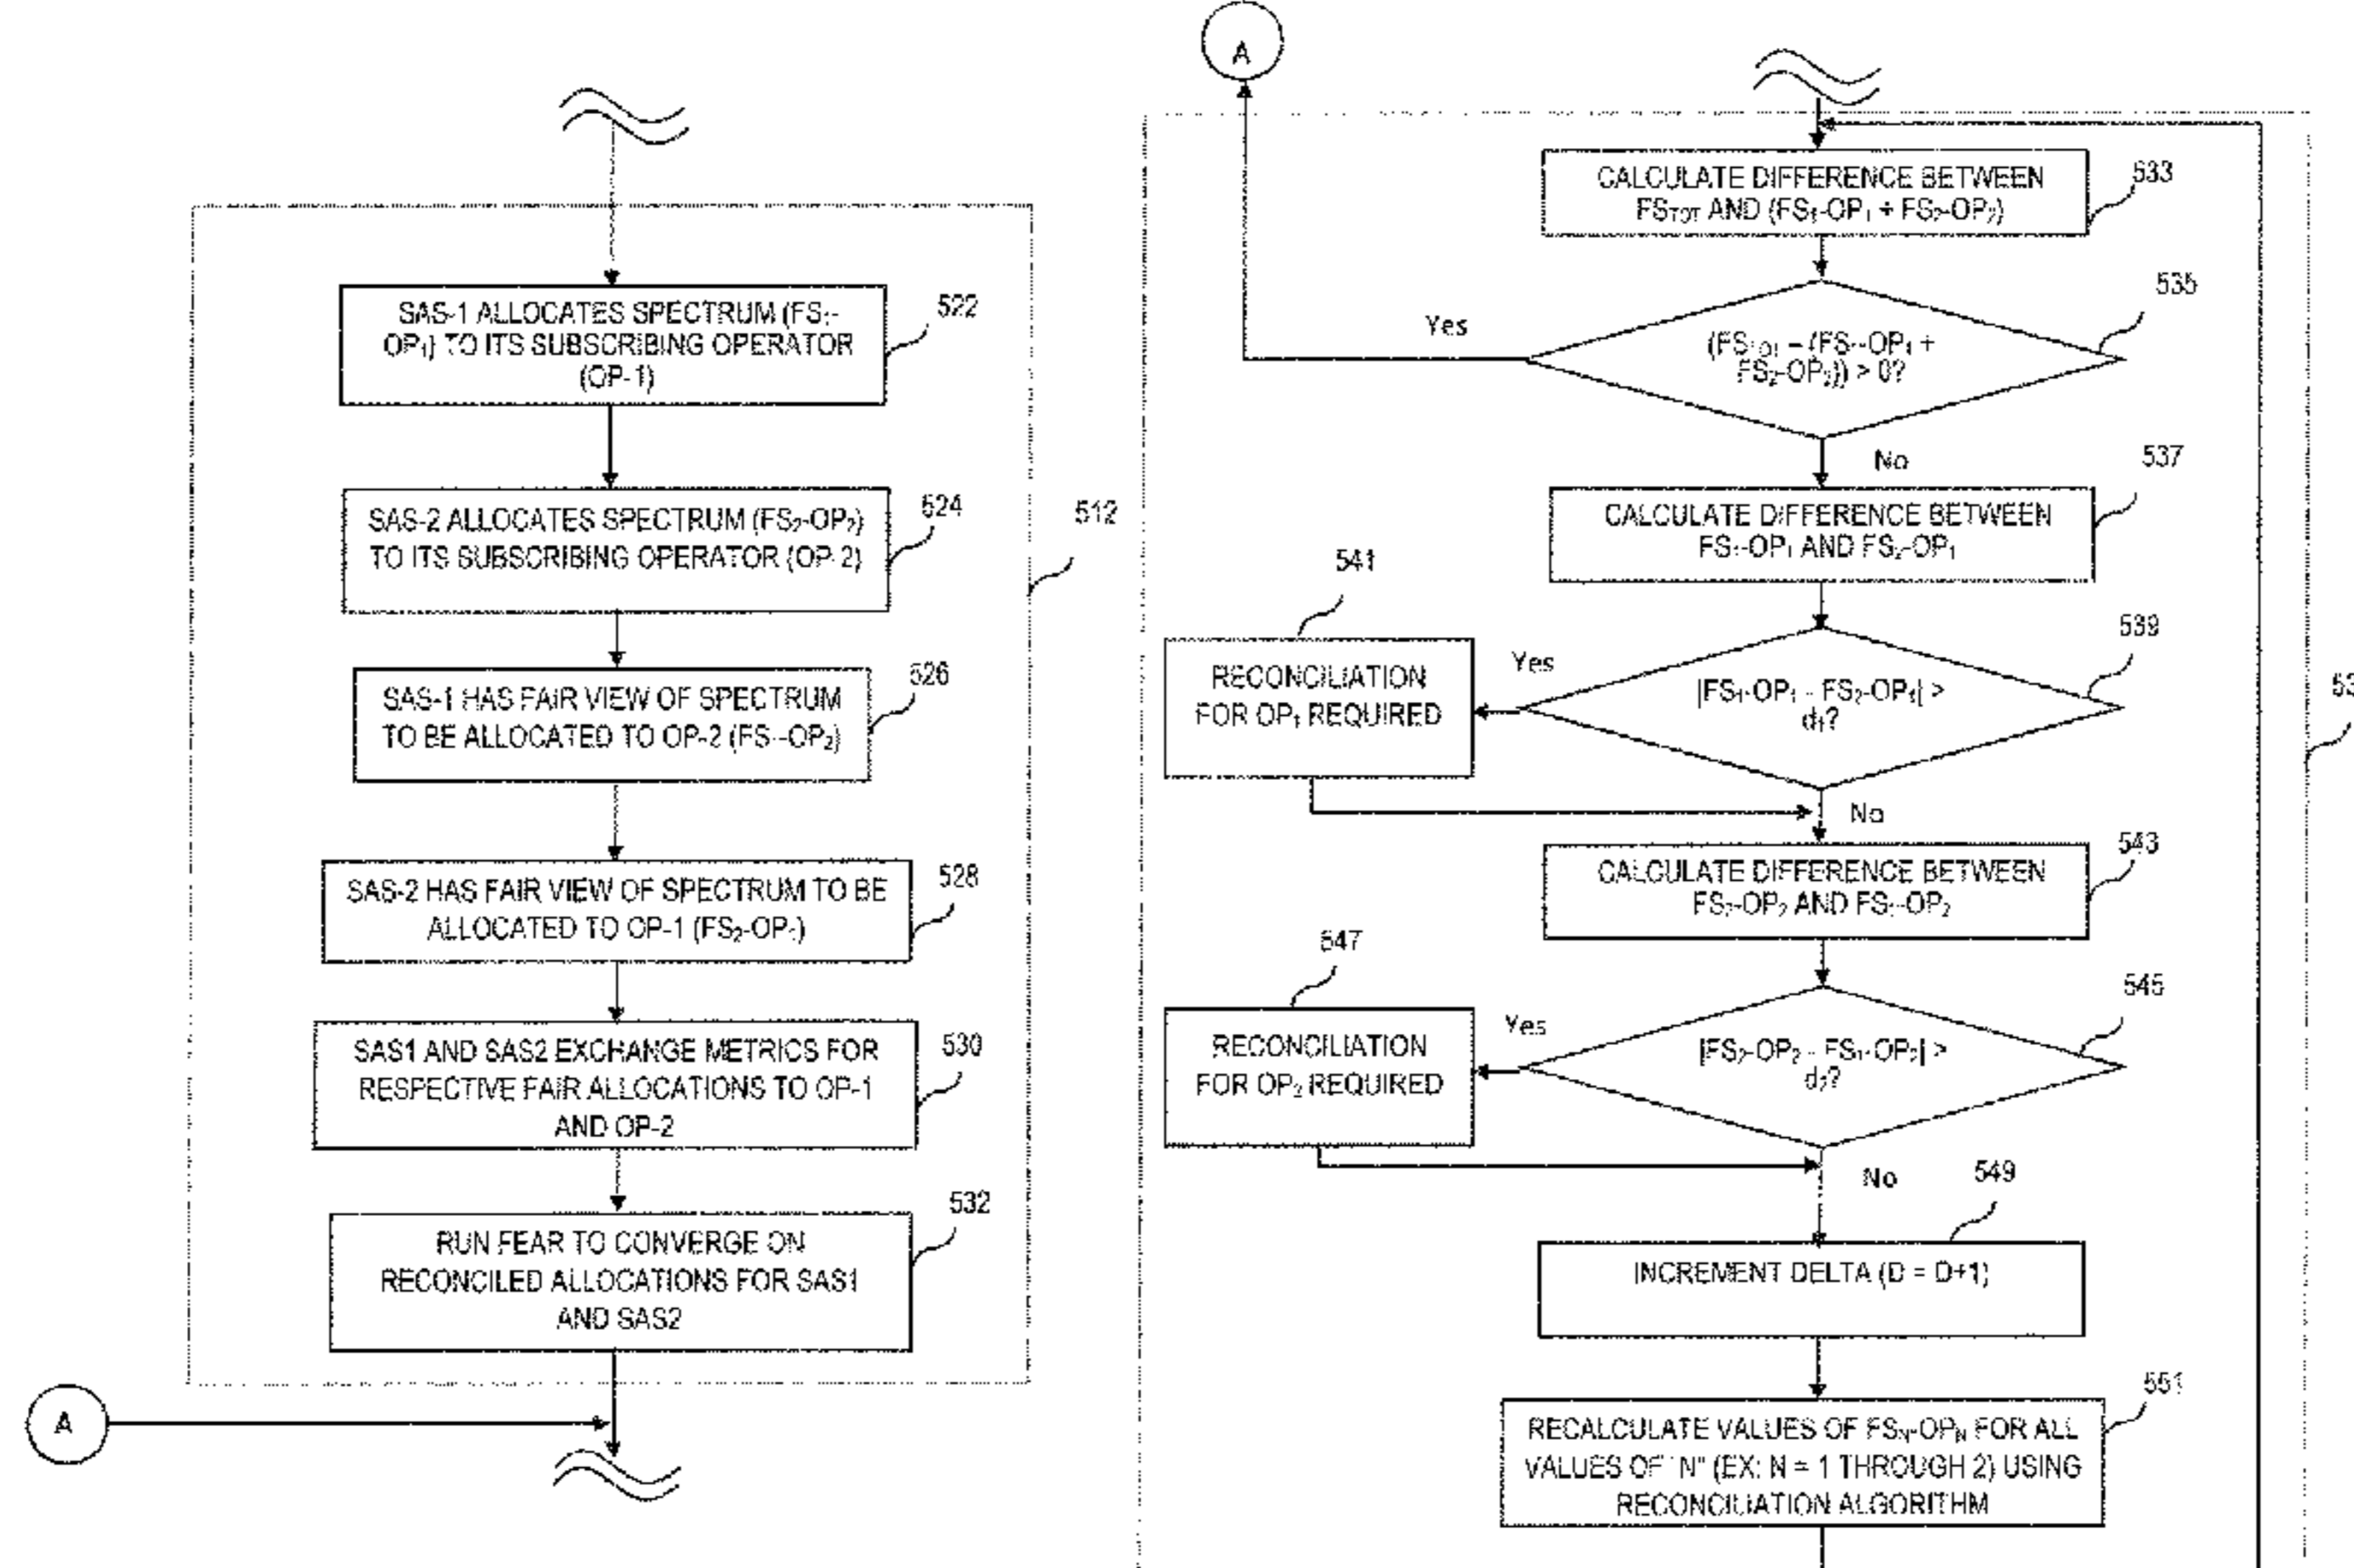 SAS-1 ALLOCATES SPECTRUM (FS₁-
OP₁) TO ITS SUBSCRIBING OPERATOR
(OP-1)
522
SAS-2 ALLOCATES SPECTRUM (FS₂-OP₂)
TO ITS SUBSCRIBING OPERATOR (OP-2)
524
512
SAS-1 HAS FAIR VIEW OF SPECTRUM
TO BE ALLOCATED TO OP-2 (FS₁-OP₂)
526
SAS-2 HAS FAIR VIEW OF SPECTRUM TO BE
ALLOCATED TO OP-1 (FS₂-OP₁)
528
SAS1 AND SAS2 EXCHANGE METRICS FOR
RESPECTIVE FAIR ALLOCATIONS TO OP-1
AND OP-2
530
RUN FEAR TO CONVERGE ON
RECONCILED ALLOCATIONS FOR SAS1
AND SAS2
532
A
A
CALCULATE DIFFERENCE BETWEEN
FS_TOT AND (FS₁-OP₁ + FS₂-OP₂)
533
Yes
(FS_TOT – (FS₁-OP₁ +
FS₂-OP₂)) > 0?
535
No
CALCULATE DIFFERENCE BETWEEN
FS₁-OP₁ AND FS₂-OP₁
537
541
RECONCILIATION
FOR OP₁ REQUIRED
Yes
|FS₁-OP₁ - FS₂-OP₁| >
d₁?
539
No
CALCULATE DIFFERENCE BETWEEN
FS₂-OP₂ AND FS₁-OP₂
543
547
RECONCILIATION
FOR OP₂ REQUIRED
Yes
|FS₂-OP₂ - FS₁-OP₂| >
d₂?
545
No
549
INCREMENT DELTA (D = D+1)
551
RECALCULATE VALUES OF FS_N-OP_N FOR ALL
VALUES OF "N" (EX: N = 1 THROUGH 2) USING
RECONCILIATION ALGORITHM